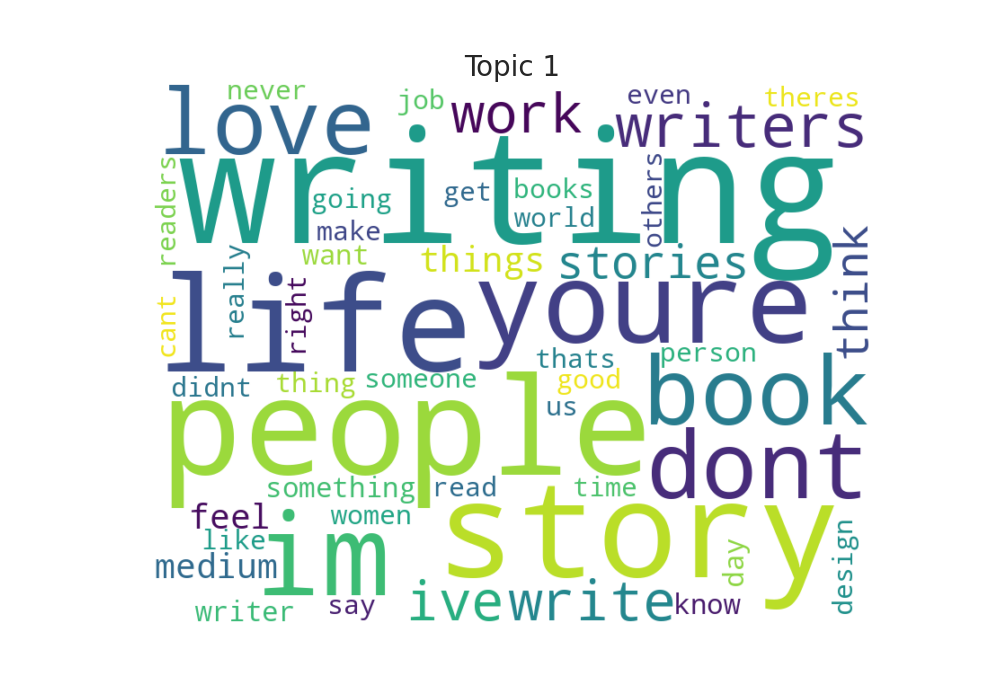 Topic 1
never
job
work
even
theres
love
writers
writing
readers
going
get
books
world
others
make
want
things
stories
think
really
right
cant
life
youre
thats
person
didnt
thing
someone
good
us
book
people
dont
something
read
time
feel
women
im
story
like
medium
day
design
writer
say
ive
write
know